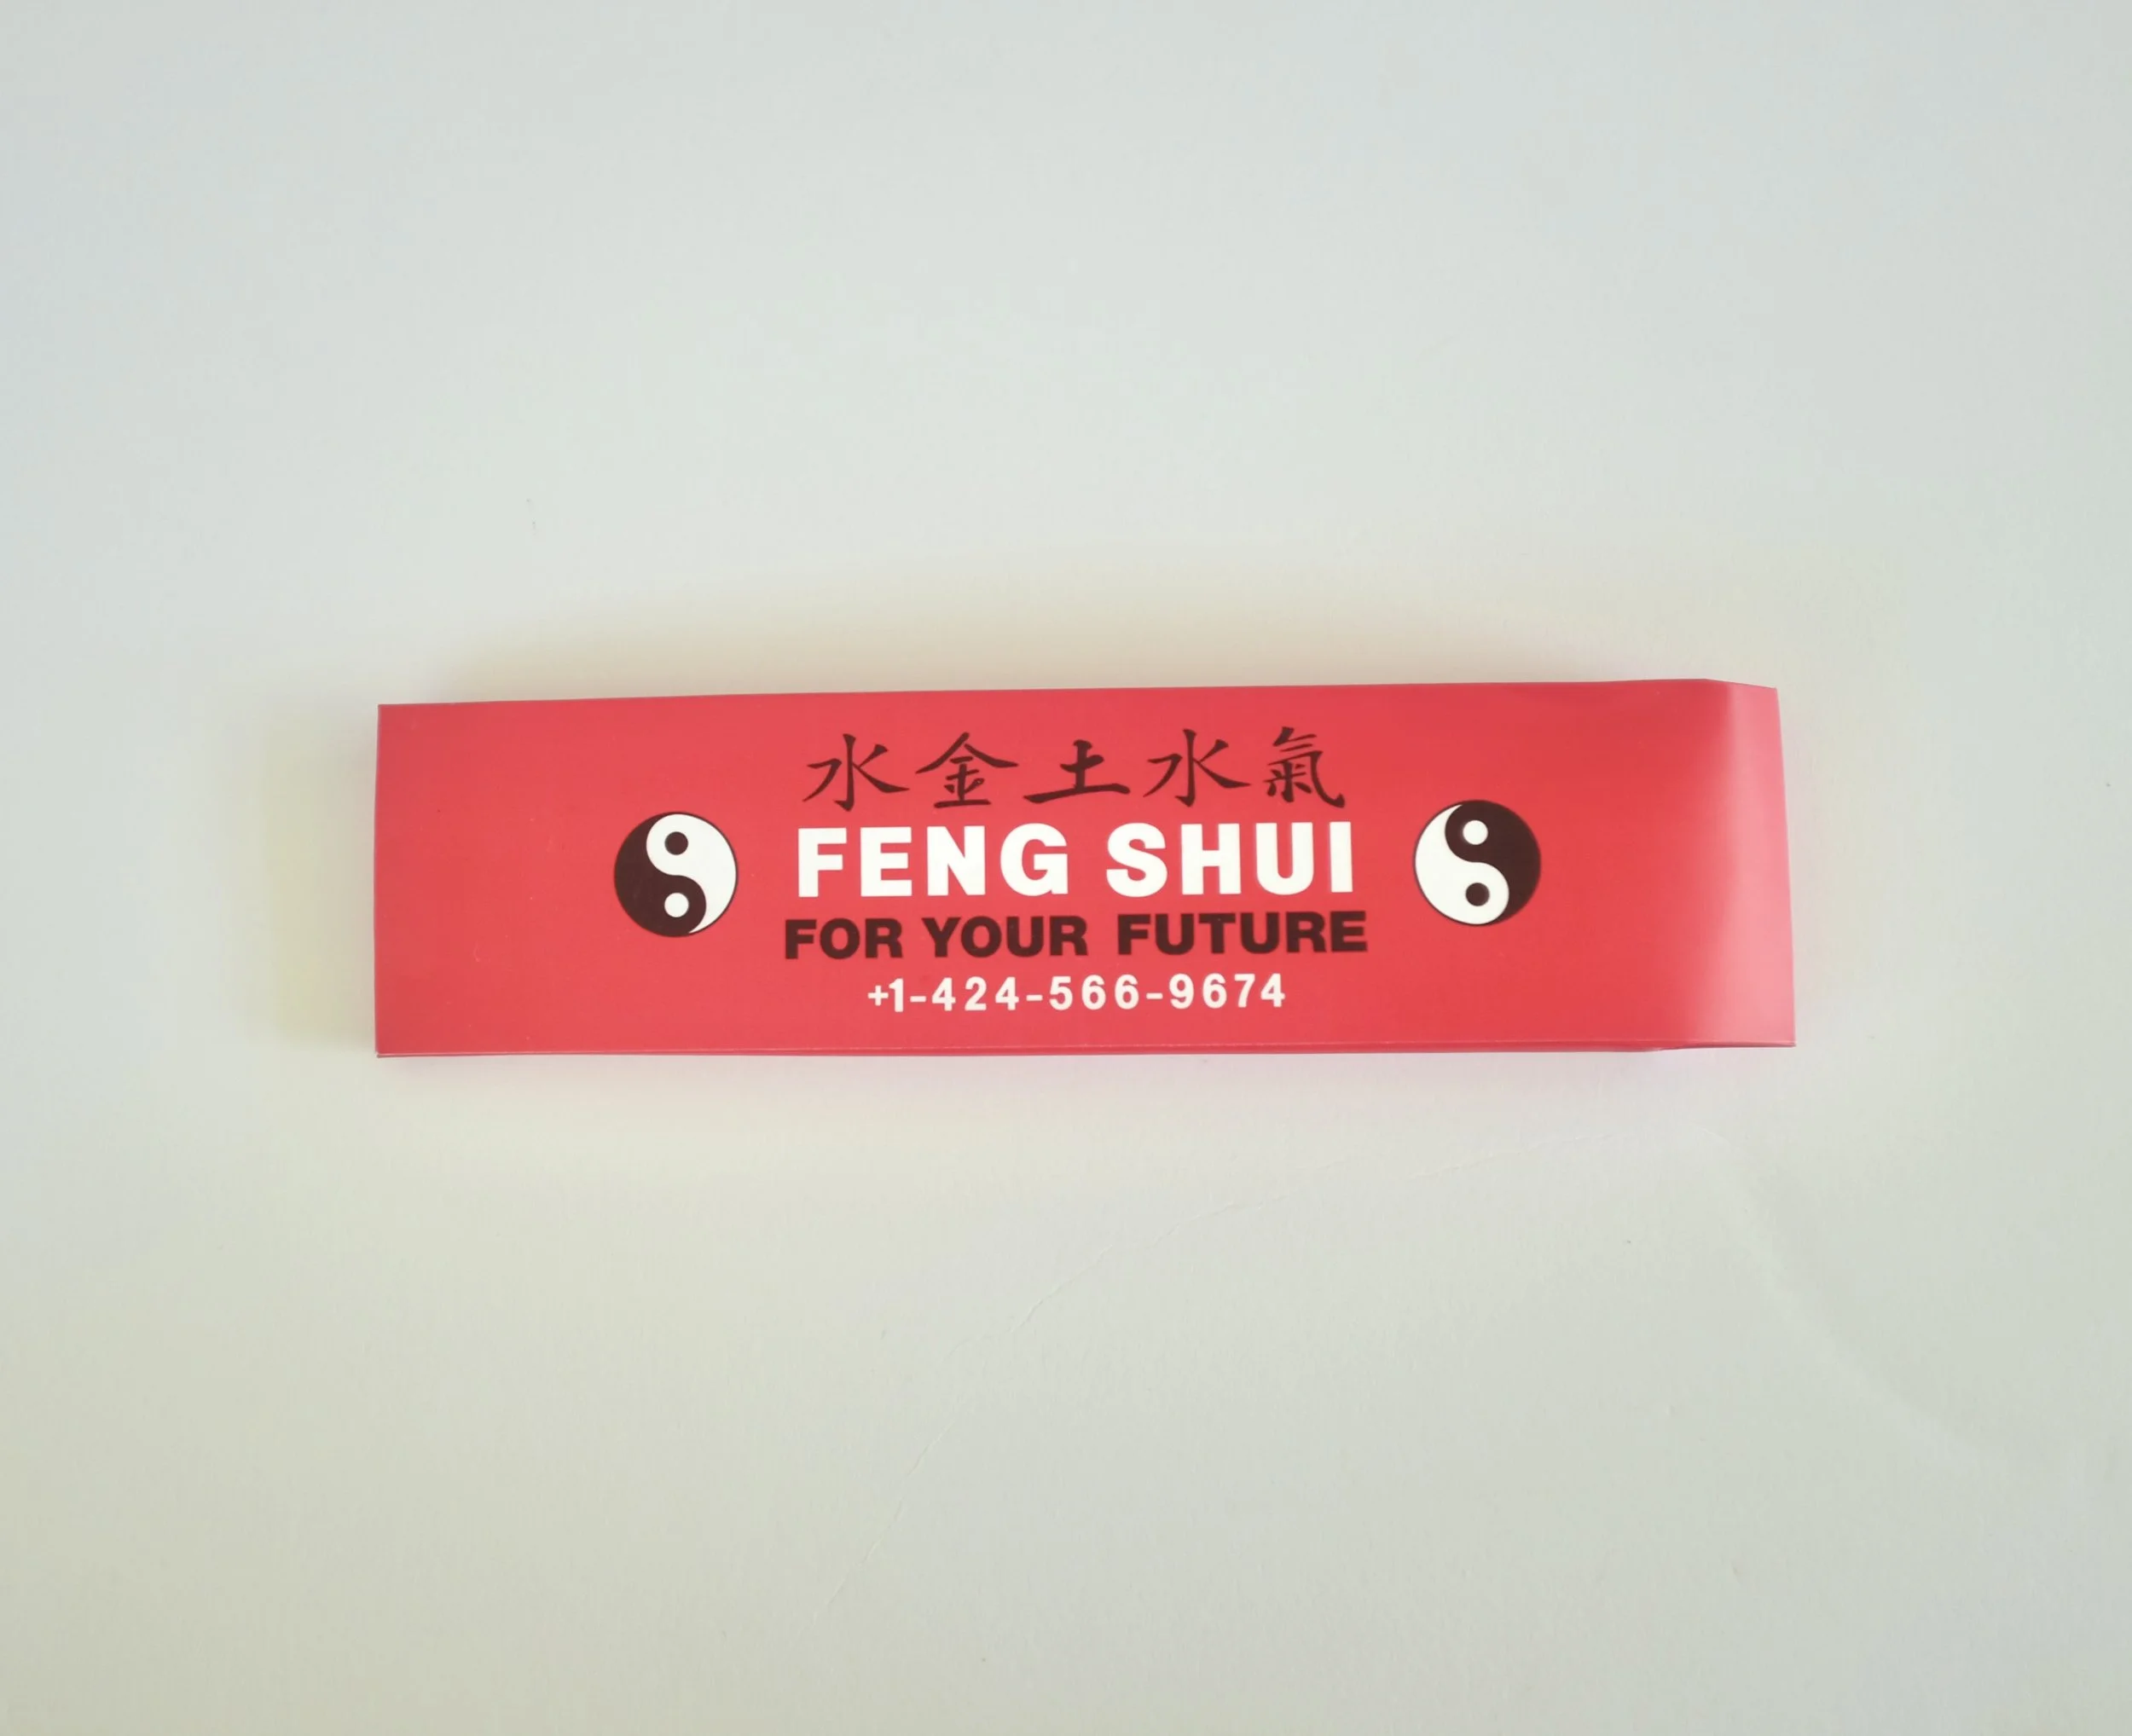 水金土水氣
FENG SHUI
FOR YOUR FUTURE
+1-424-566-9674